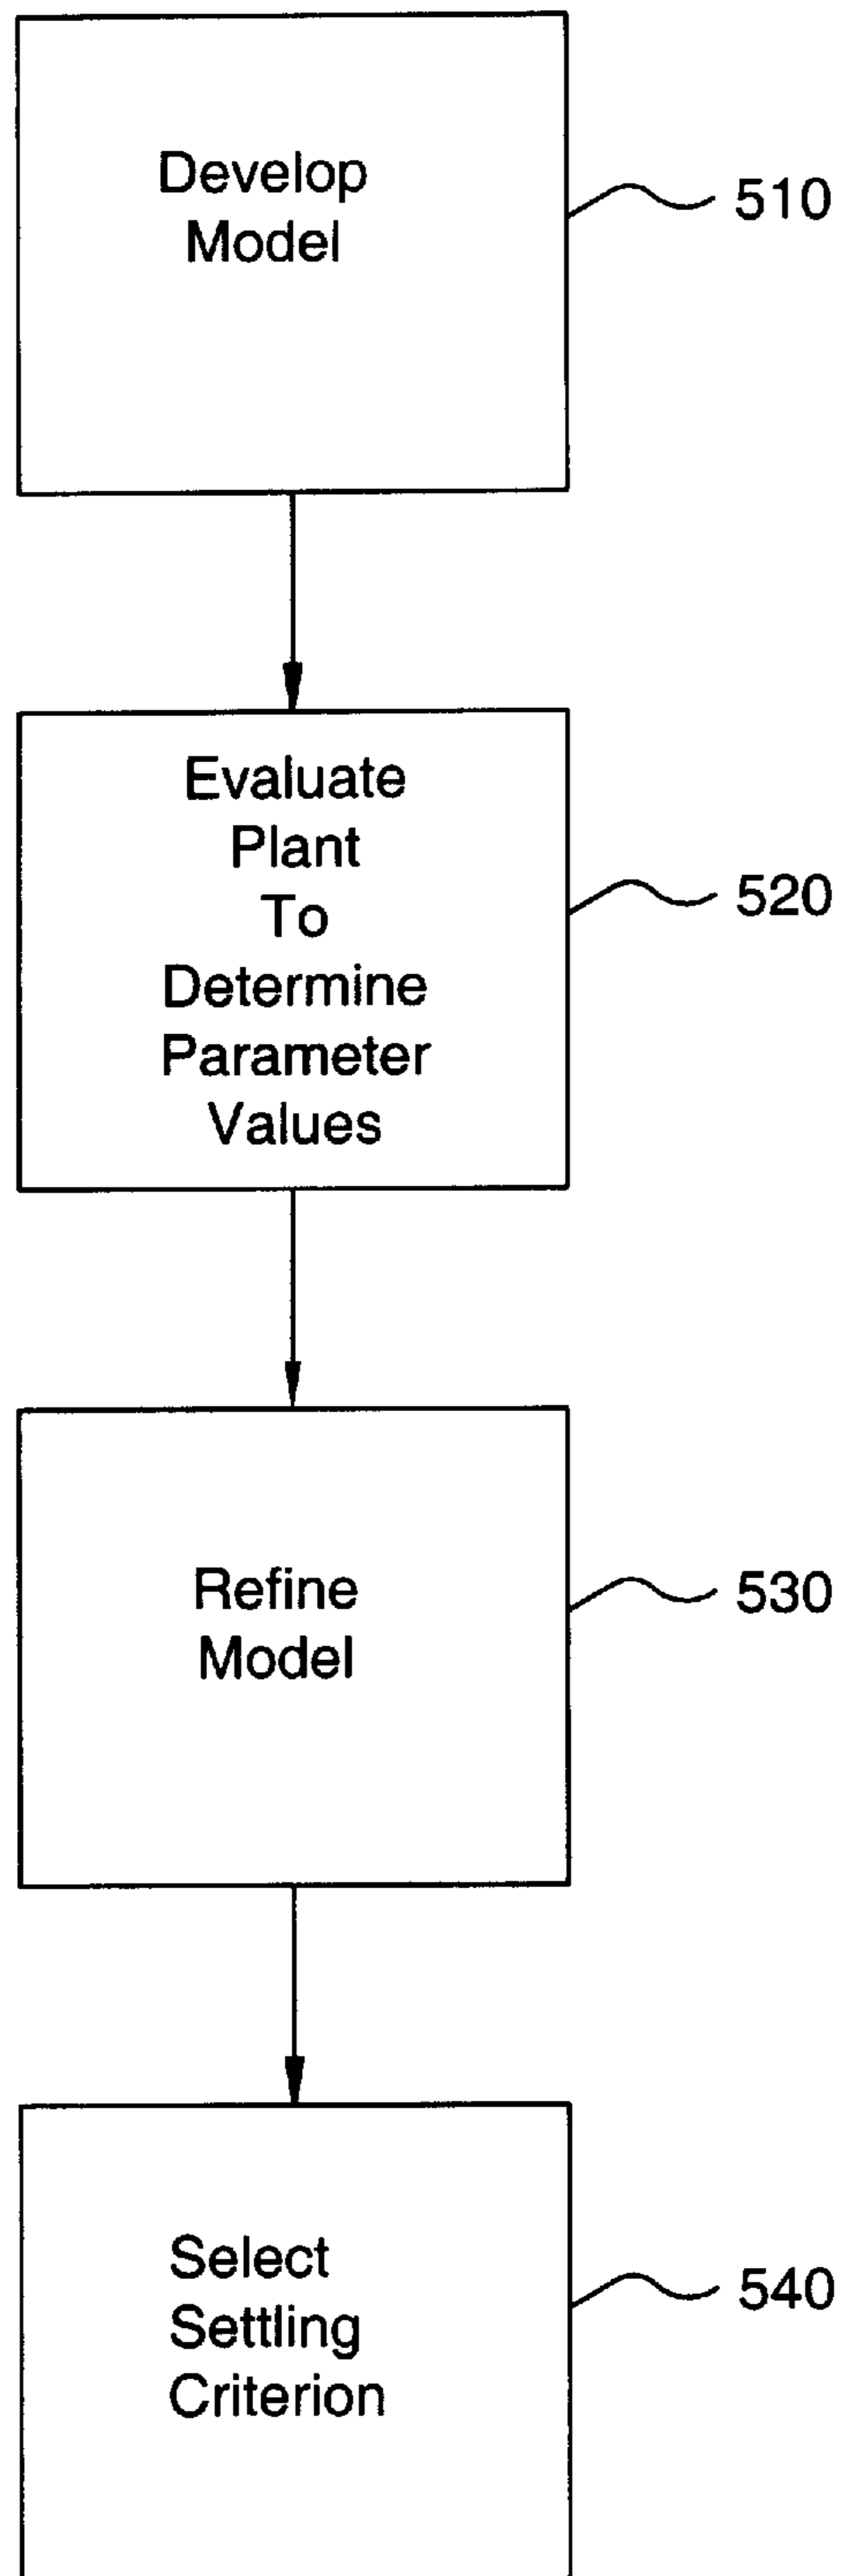 Develop
Model
510
Evaluate
Plant
To
Determine
Parameter
Values
520
Refine
Model
530
Select
Settling
Criterion
540